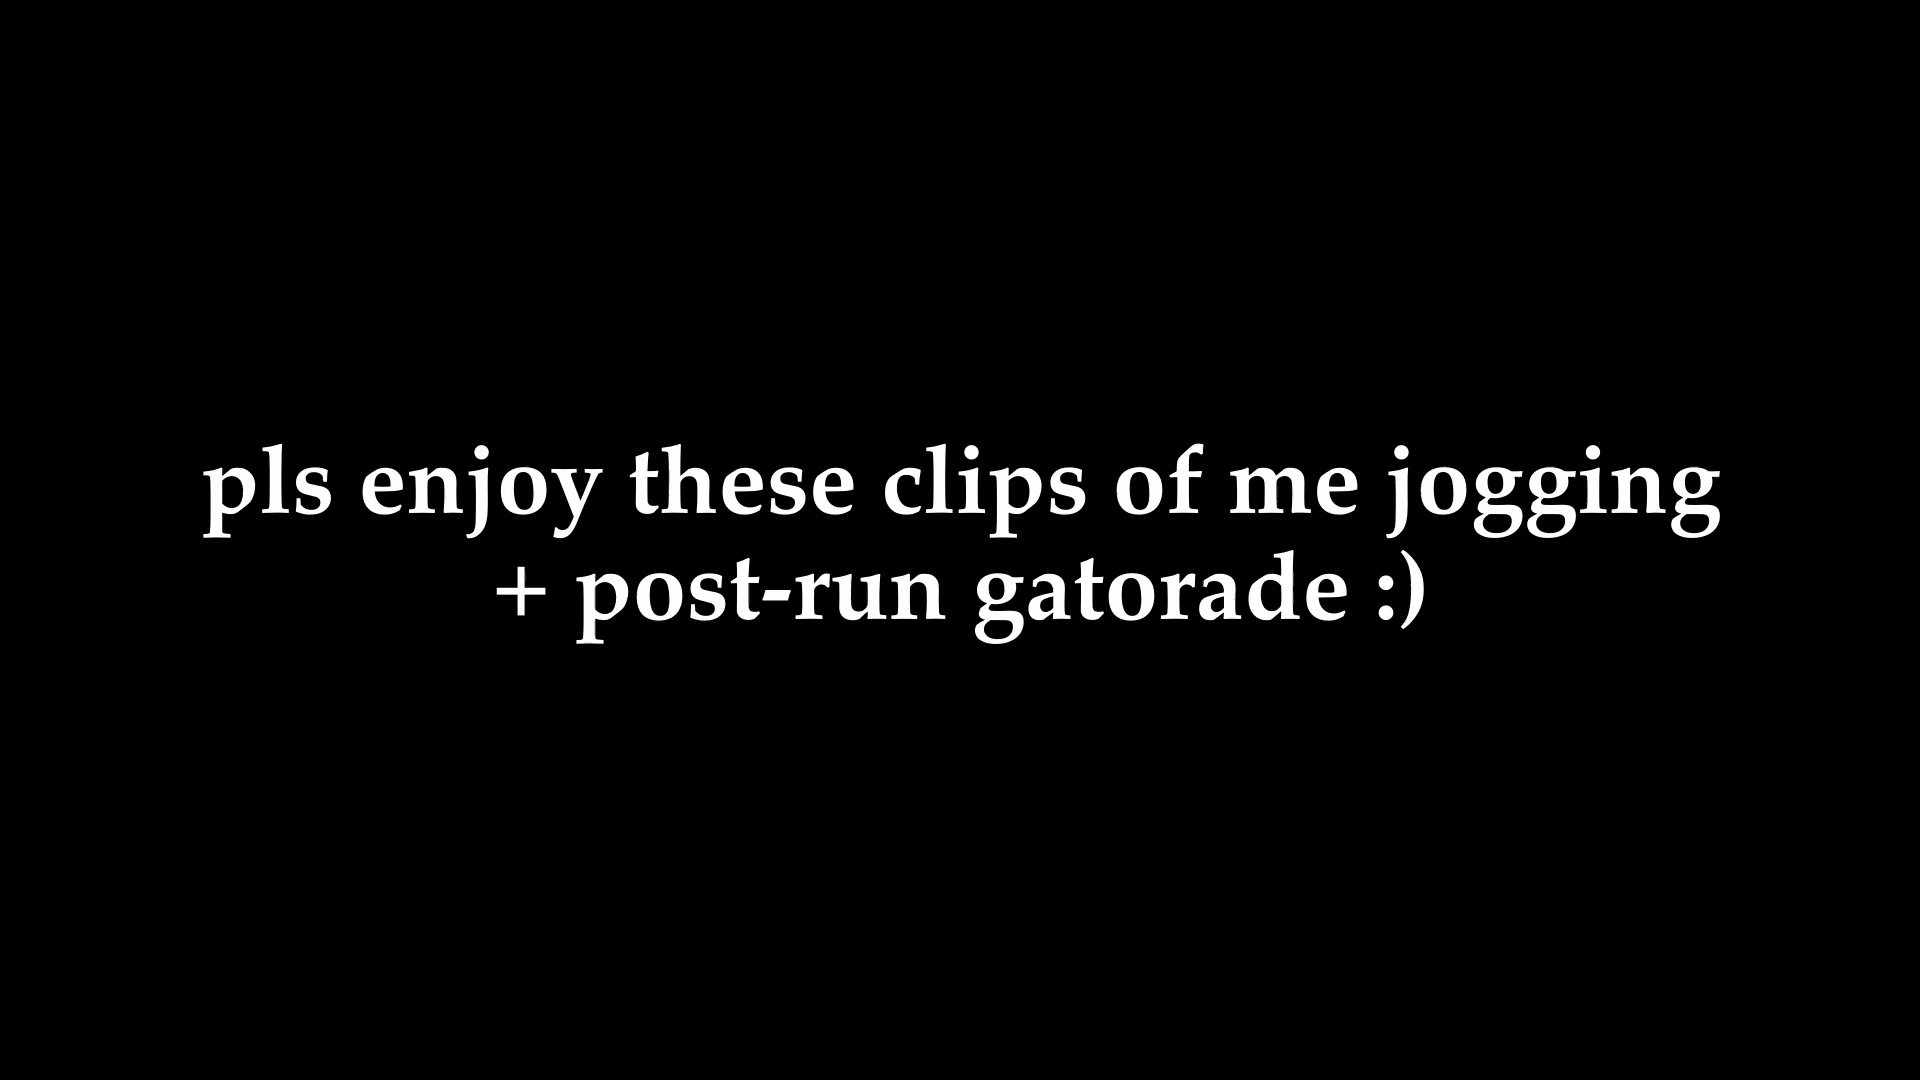 pls enjoy these clips of me jogging
+ post-run gatorade :)